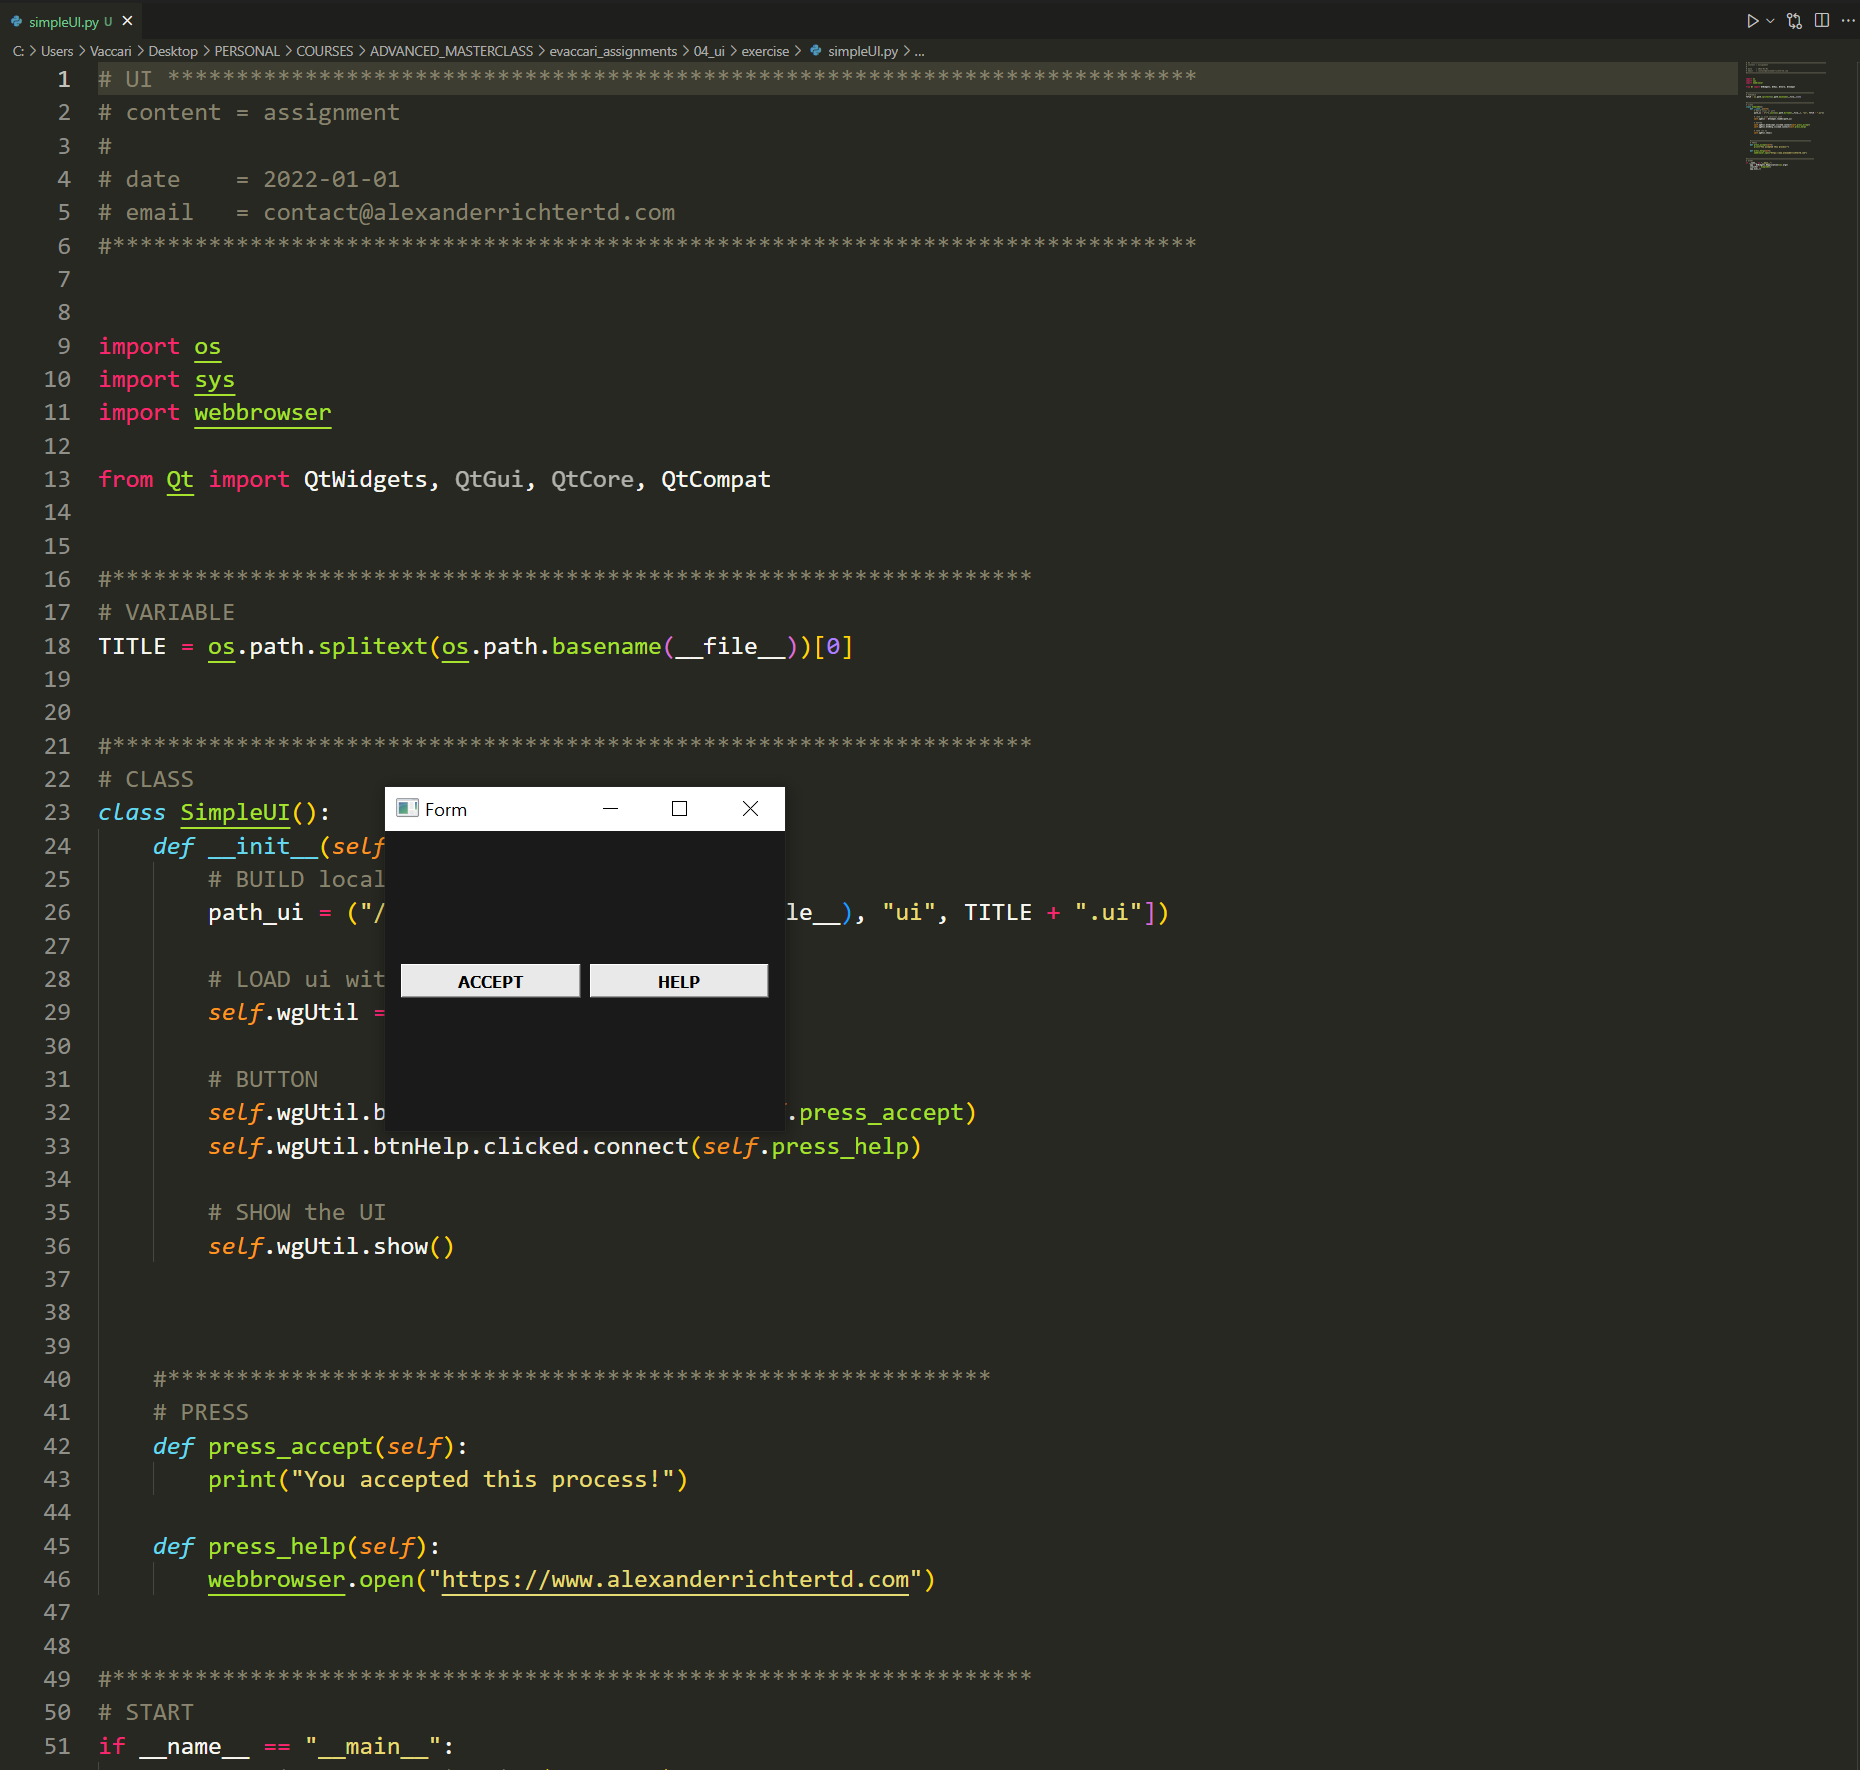 simpleUI.py U
C: > Users > Vaccari > Desktop > PERSONAL > COURSES > ADVANCED_MASTERCLASS > evaccari_assignments > 04_ui > exercise > simpleUI.py > ...
1 # UI ***************************************************************************
2 # content = assignment
3 #
4 # date    = 2022-01-01
5 # email   = contact@alexanderrichtertd.com
6 #*******************************************************************************
7
8
9 import os
10 import sys
11 import webbrowser
12
13 from Qt import QtWidgets, QtGui, QtCore, QtCompat
14
15
16 #*******************************************************************
17 # VARIABLE
18 TITLE = os.path.splitext(os.path.basename(__file__))[0]
19
20
21 #*******************************************************************
22 # CLASS
23 class SimpleUI():
24     def __init__(self
25         # BUILD local
26         path_ui = ("/ le__), "ui", TITLE + ".ui"])
27
28         # LOAD ui wit
29         self.wgUtil =
30
31         # BUTTON
32         self.wgUtil.b .press_accept)
33         self.wgUtil.btnHelp.clicked.connect(self.press_help)
34
35         # SHOW the UI
36         self.wgUtil.show()
37
38
39
40     #************************************************************
41     # PRESS
42     def press_accept(self):
43         print("You accepted this process!")
44
45     def press_help(self):
46         webbrowser.open("https://www.alexanderrichtertd.com")
47
48
49 #*******************************************************************
50 # START
51 if __name__ == "__main__":
Form
ACCEPT HELP